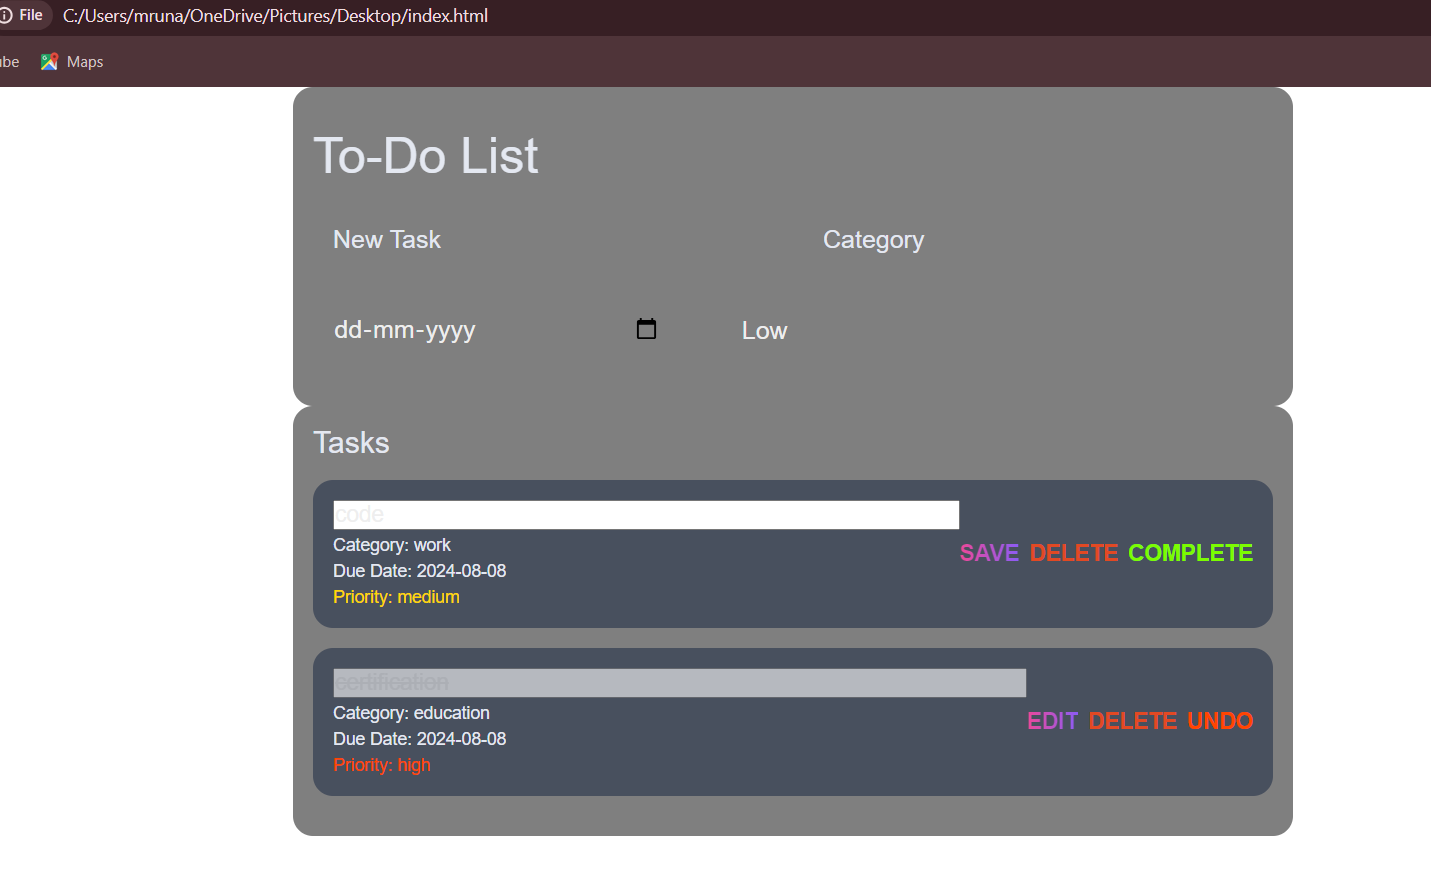 File C:/Users/mruna/OneDrive/Pictures/Desktop/index.html
ube Maps
To-Do List
New Task Category
dd-mm-yyyy Low
Tasks
code
Category: work
SAVE DELETE COMPLETE
Due Date: 2024-08-08
Priority: medium
certification
Category: education
EDIT DELETE UNDO
Due Date: 2024-08-08
Priority: high